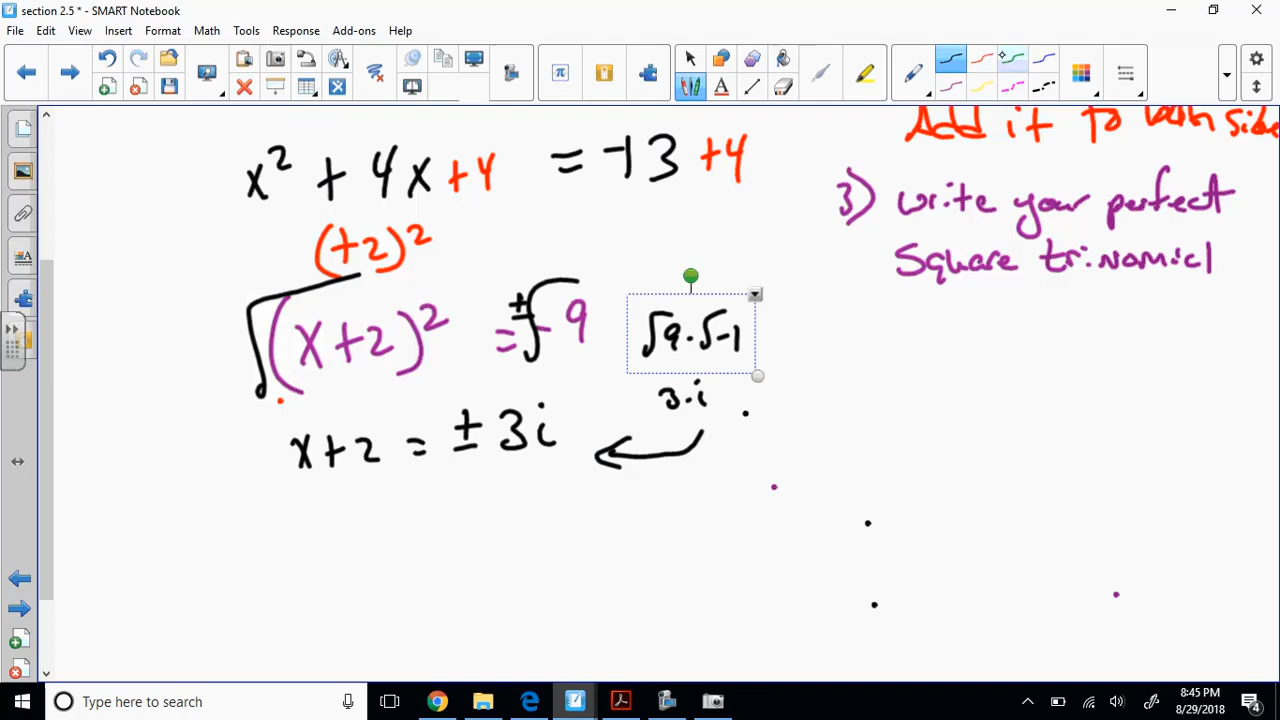 section 2.5 * - SMART Notebook
File Edit View Insert Format Math Tools Response Add-ons Help
Add it to both side
x² + 4x +4 = -13 +4
3) write your perfect
Square trinomial
(+2)²
√(x+2)² = ±√-9
√9 · √-1
3 · i
x+2 = ± 3i
Type here to search
8:45 PM
8/29/2018
4